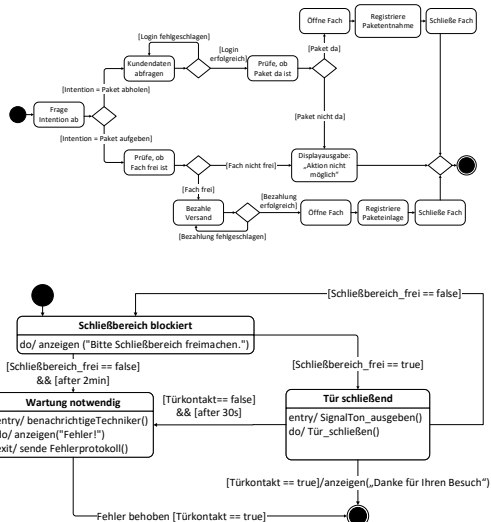 Öffne Fach
Registriere
Paketentnahme
Schließe Fach
[Login fehlgeschlagen]
[Login
erfolgreich]
[Paket da]
Kundendaten
abfragen
Prüfe, ob
Paket da ist
[Intention = Paket abholen]
Frage
Intention ab
[Paket nicht da]
[Intention = Paket aufgeben]
Prüfe, ob
Fach frei ist
[Fach nicht frei]
Displayausgabe:
„Aktion nicht
möglich“
[Fach frei]
[Bezahlung
erfolgreich]
Bezahle
Versand
Öffne Fach
Registriere
Paketeinlage
Schließe Fach
[Bezahlung fehlgeschlagen]
[Schließbereich_frei == false]
Schließbereich blockiert
do/ anzeigen ("Bitte Schließbereich freimachen.")
[Schließbereich_frei == false]
&& [after 2min]
[Schließbereich_frei == true]
Wartung notwendig
entry/ benachrichtigeTechniker()
do/ anzeigen("Fehler!")
exit/ sende Fehlerprotokoll()
[Türkontakt== false]
&& [after 30s]
Tür schließend
entry/ SignalTon_ausgeben()
do/ Tür_schließen()
[Türkontakt == true]/anzeigen(„Danke für Ihren Besuch“)
Fehler behoben [Türkontakt == true]